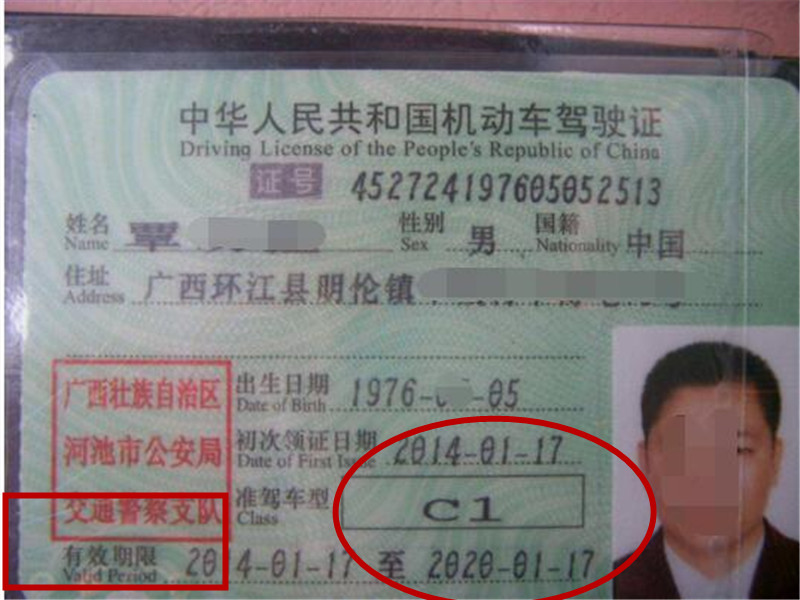 中华人民共和国机动车驾驶证
Driving License of the People's Republic of China
证号 452724197605052513
姓名 Name 覃
性别 Sex 男 国籍 Nationality 中国
住址 Address 广西环江县明伦镇
广西壮族自治区
河池市公安局
交通警察支队
出生日期 Date of Birth 1976- -05
初次领证日期 Date of First Issue 2014-01-17
准驾车型 Class C1
有效期限 Valid Period 2014-01-17 至 2020-01-17